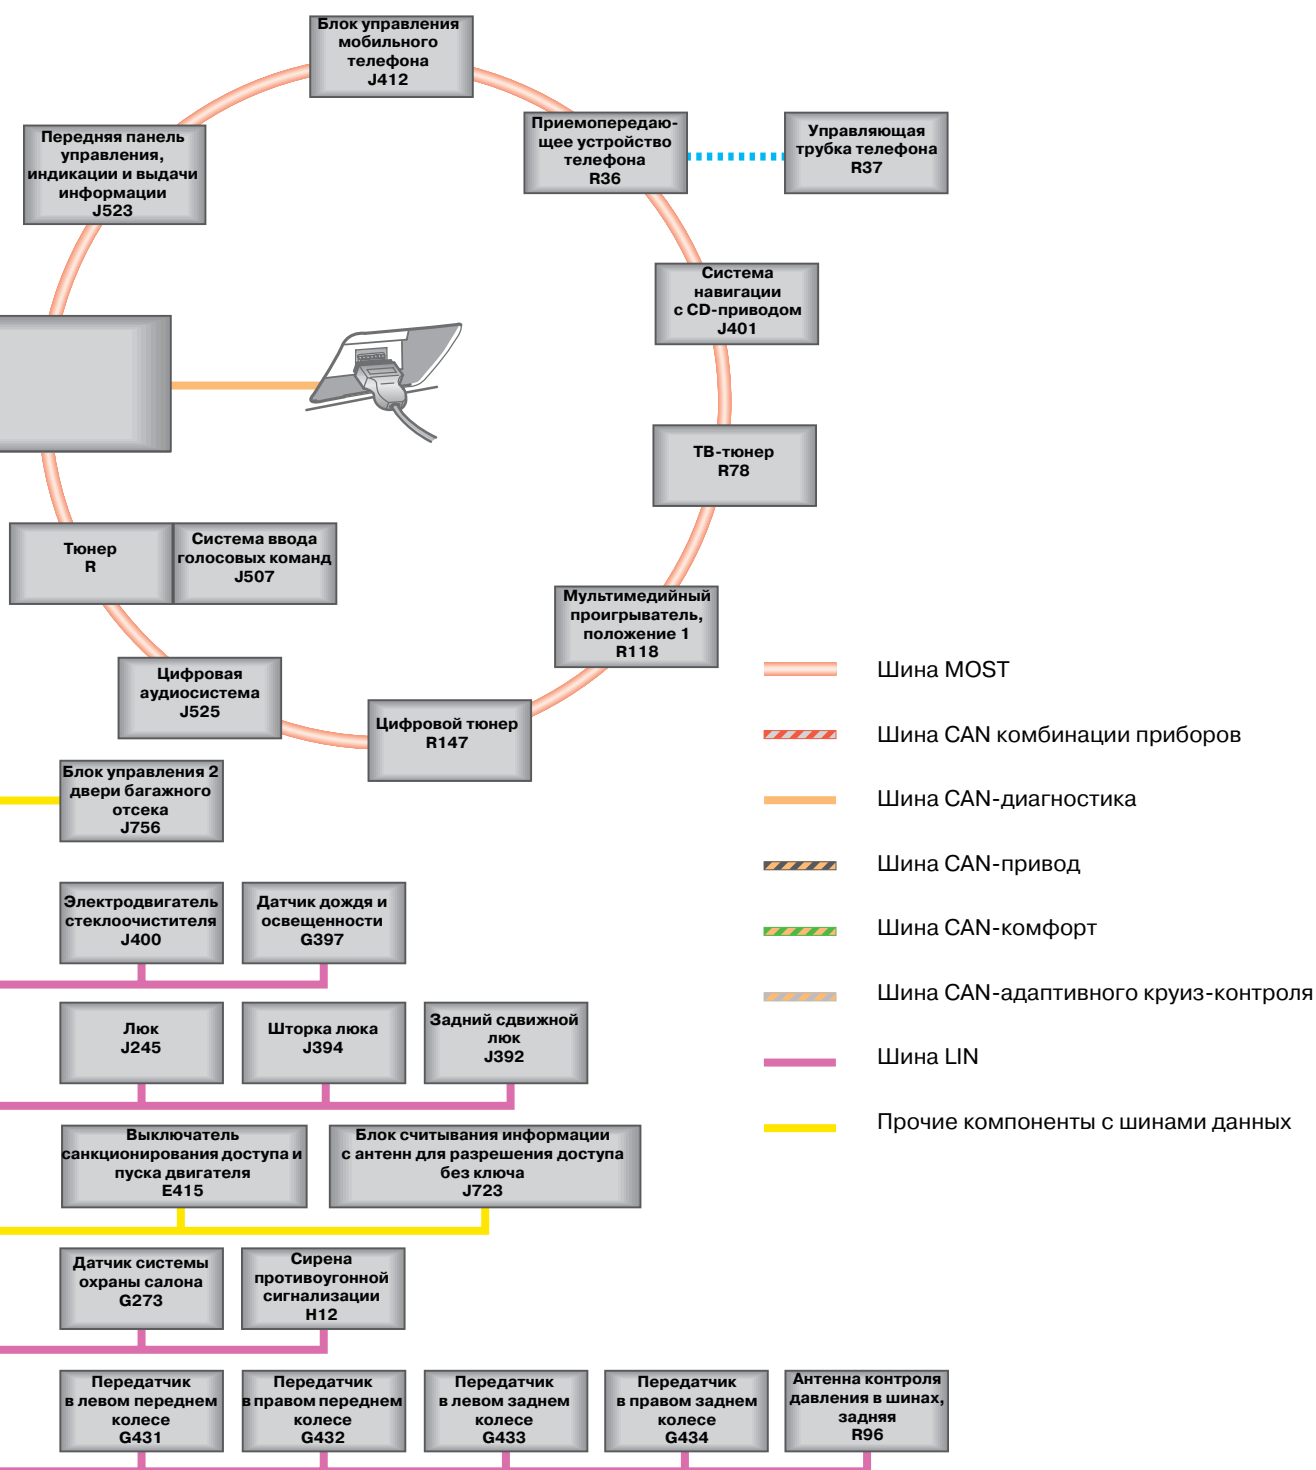 Блок управления
мобильного
телефона
J412
Передняя панель
управления,
индикации и выдачи
информации
J523
Приемопередаю-
щее устройство
телефона
R36
Управляющая
трубка телефона
R37
Система
навигации
с CD-приводом
J401
ТВ-тюнер
R78
Тюнер
R
Система ввода
голосовых команд
J507
Мультимедийный
проигрыватель,
положение 1
R118
Цифровая
аудиосистема
J525
Цифровой тюнер
R147
Блок управления 2
двери багажного
отсека
J756
Электродвигатель
стеклоочистителя
J400
Датчик дождя и
освещенности
G397
Люк
J245
Шторка люка
J394
Задний сдвижной
люк
J392
Выключатель
санкционирования доступа и
пуска двигателя
E415
Блок считывания информации
с антенн для разрешения доступа
без ключа
J723
Датчик системы
охраны салона
G273
Сирена
противоугонной
сигнализации
H12
Передатчик
в левом переднем
колесе
G431
Передатчик
в правом переднем
колесе
G432
Передатчик
в левом заднем
колесе
G433
Передатчик
в правом заднем
колесе
G434
Антенна контроля
давления в шинах,
задняя
R96
Шина MOST
Шина CAN комбинации приборов
Шина CAN-диагностика
Шина CAN-привод
Шина CAN-комфорт
Шина CAN-адаптивного круиз-контроля
Шина LIN
Прочие компоненты с шинами данных